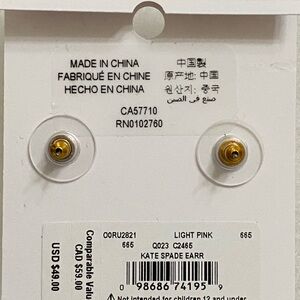 MADE IN CHINA
FABRIQUÉ EN CHINE
HECHO EN CHINA
中国製
原产地: 中国
원산지: 중국
صنع في الصين
CA57710
RN0102760
O0RU2821 LIGHT PINK 665
665 Q023 C2465
KATE SPADE EARR
0 98686 74195 9
Comparable Valu
CAD $59.00
USD $49.00
Not intended for children 12 and under